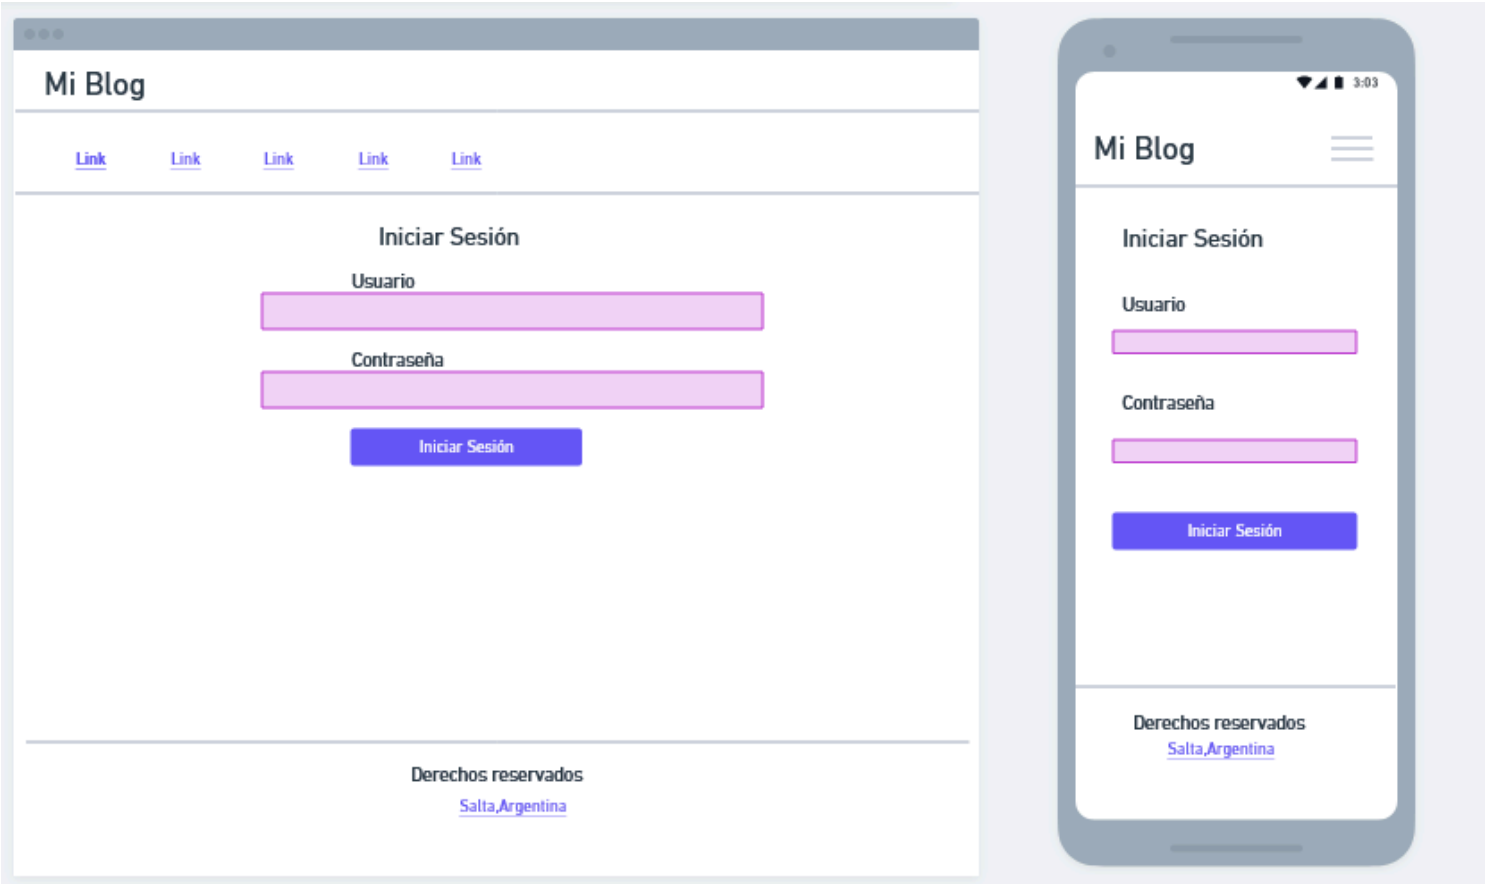 Mi Blog
Link Link Link Link Link
Iniciar Sesión
Usuario
Contraseña
Iniciar Sesión
Derechos reservados
Salta,Argentina
3:03
Mi Blog
Iniciar Sesión
Usuario
Contraseña
Iniciar Sesión
Derechos reservados
Salta,Argentina